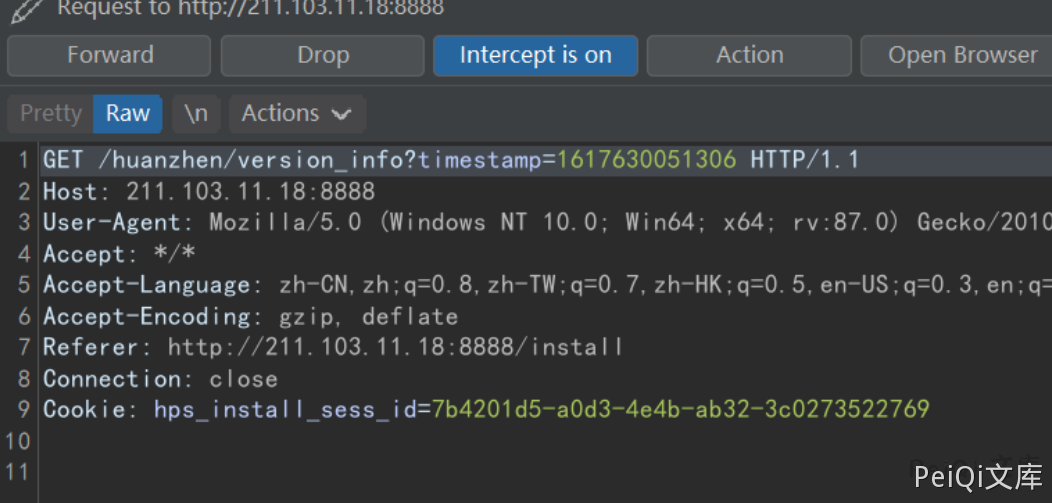 Request to http://211.103.11.18:8888
Forward Drop Intercept is on Action Open Browser
Pretty Raw \n Actions
1 GET /huanzhen/version_info?timestamp=1617630051306 HTTP/1.1
2 Host: 211.103.11.18:8888
3 User-Agent: Mozilla/5.0 (Windows NT 10.0; Win64; x64; rv:87.0) Gecko/2010
4 Accept: */*
5 Accept-Language: zh-CN,zh;q=0.8,zh-TW;q=0.7,zh-HK;q=0.5,en-US;q=0.3,en;q=
6 Accept-Encoding: gzip, deflate
7 Referer: http://211.103.11.18:8888/install
8 Connection: close
9 Cookie: hps_install_sess_id=7b4201d5-a0d3-4e4b-ab32-3c0273522769
10
11
PeiQi文库